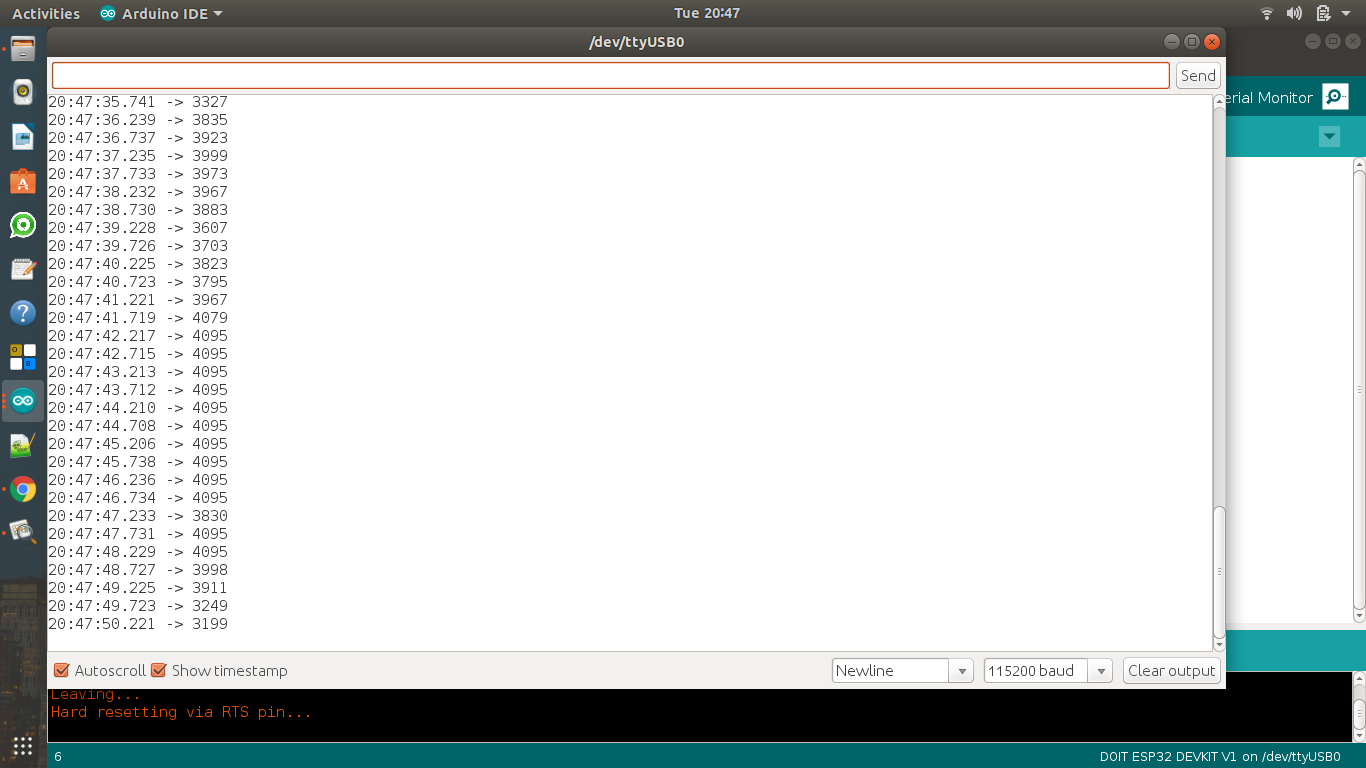 Activities
Arduino IDE
Tue 20:47
/dev/ttyUSB0
Send
erial Monitor
20:47:35.741 -> 3327
20:47:36.239 -> 3835
20:47:36.737 -> 3923
20:47:37.235 -> 3999
20:47:37.733 -> 3973
20:47:38.232 -> 3967
20:47:38.730 -> 3883
20:47:39.228 -> 3607
20:47:39.726 -> 3703
20:47:40.225 -> 3823
20:47:40.723 -> 3795
20:47:41.221 -> 3967
20:47:41.719 -> 4079
20:47:42.217 -> 4095
20:47:42.715 -> 4095
20:47:43.213 -> 4095
20:47:43.712 -> 4095
20:47:44.210 -> 4095
20:47:44.708 -> 4095
20:47:45.206 -> 4095
20:47:45.738 -> 4095
20:47:46.236 -> 4095
20:47:46.734 -> 4095
20:47:47.233 -> 3830
20:47:47.731 -> 4095
20:47:48.229 -> 4095
20:47:48.727 -> 3998
20:47:49.225 -> 3911
20:47:49.723 -> 3249
20:47:50.221 -> 3199
Autoscroll
Show timestamp
Newline
115200 baud
Clear output
Leaving...
Hard resetting via RTS pin...
6
DOIT ESP32 DEVKIT V1 on /dev/ttyUSB0